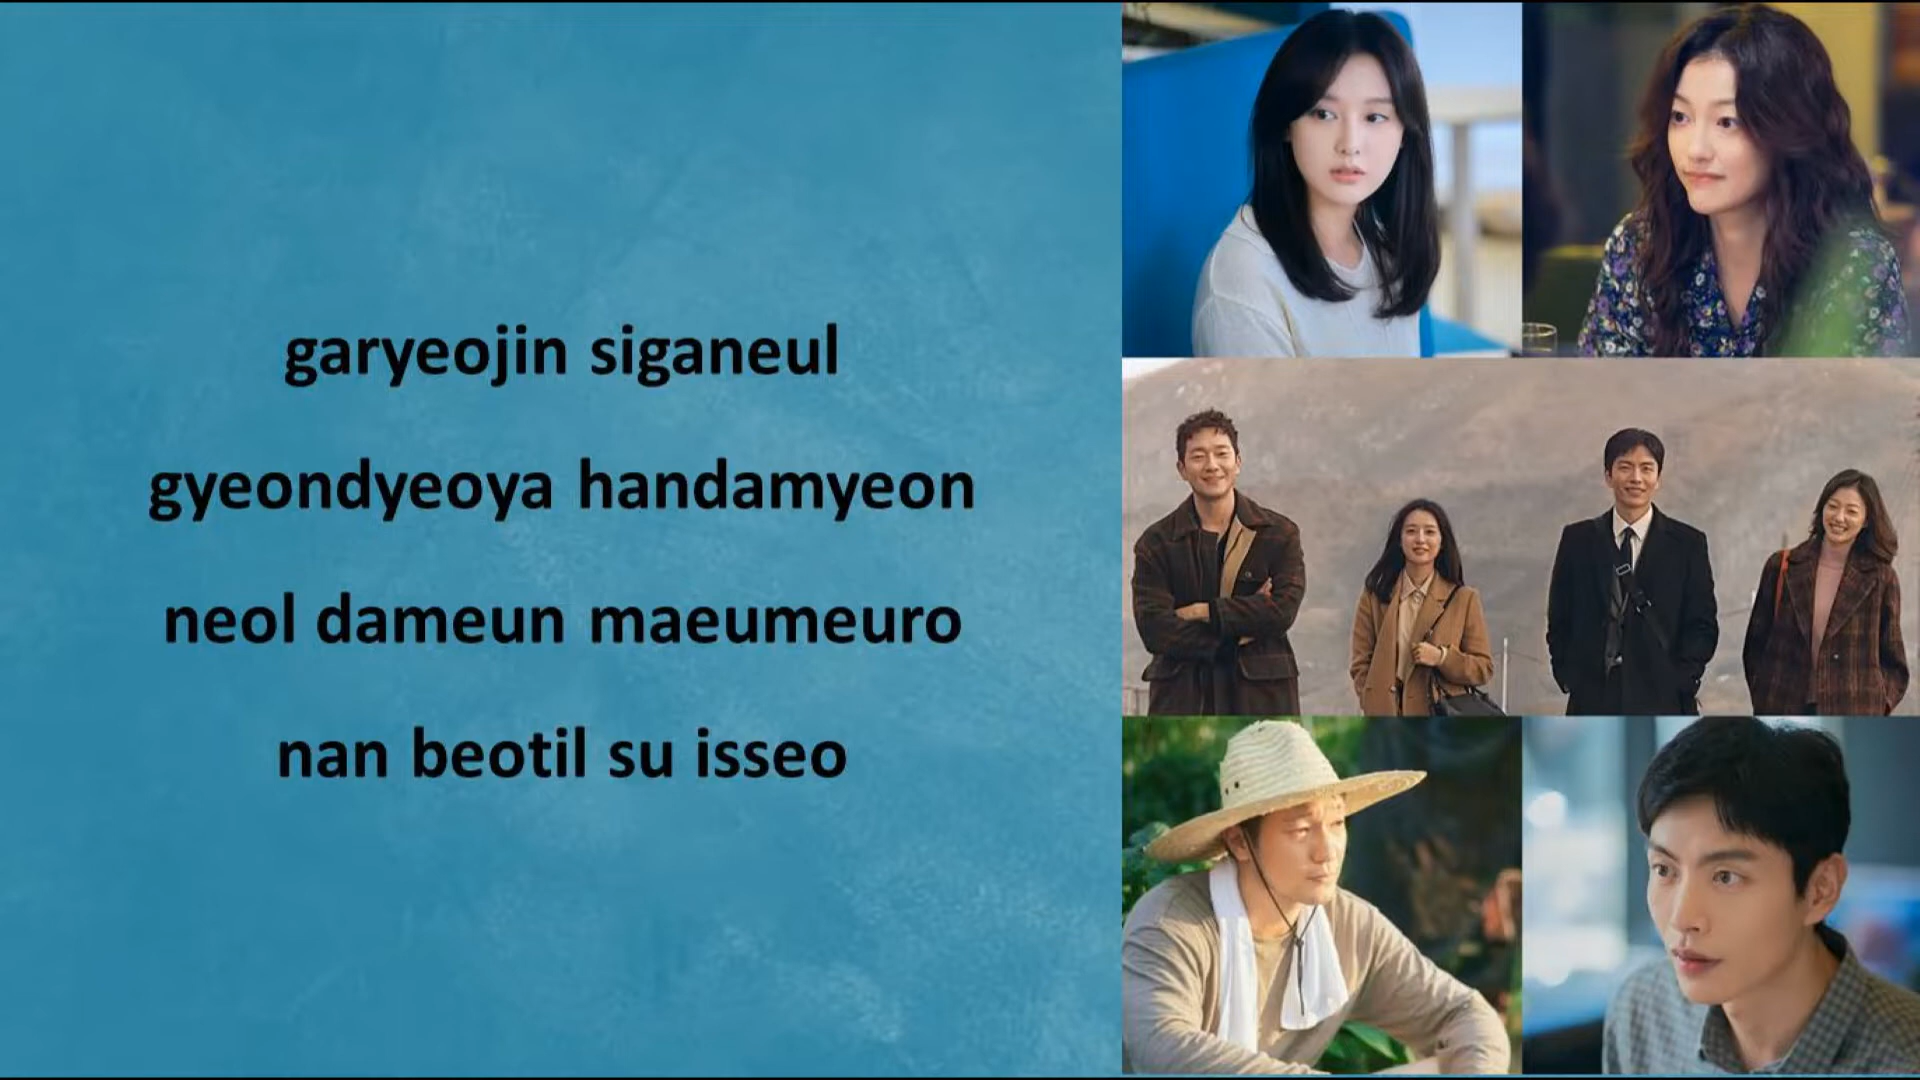 garyeojin siganeul
gyeondyeoya handamyeon
neol dameun maeumeuro
nan beotil su isseo